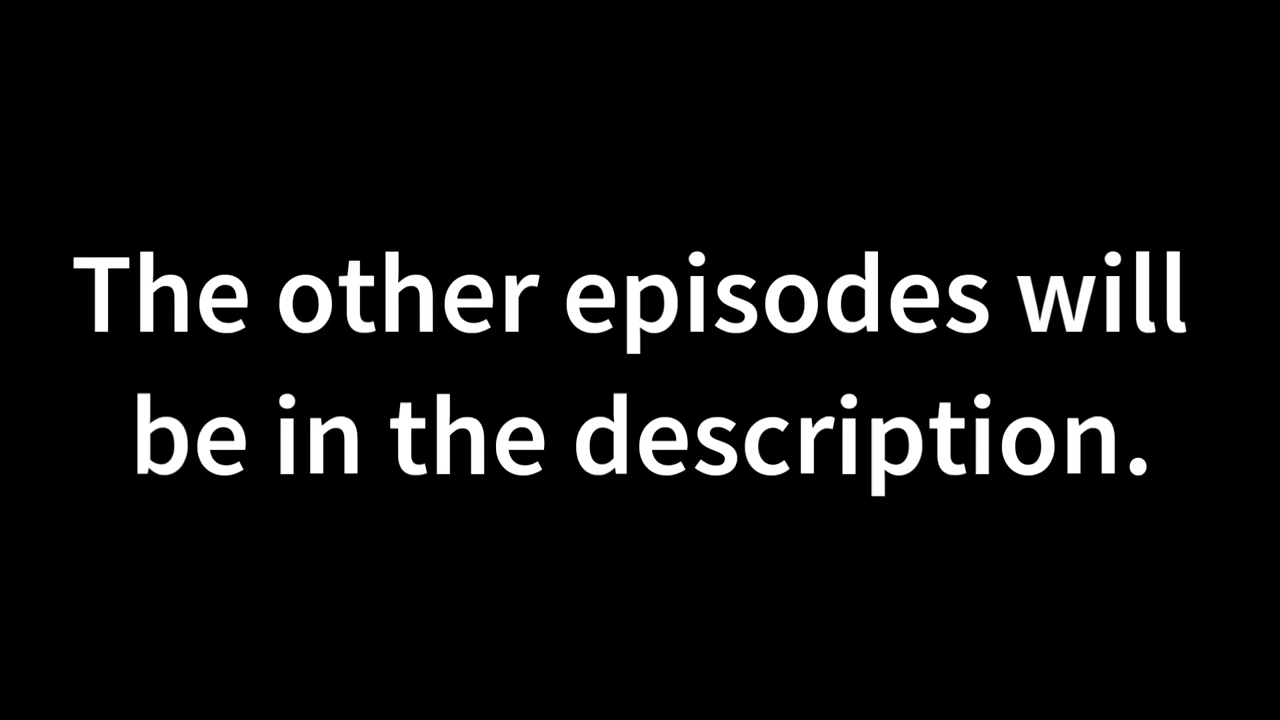 The other episodes will
be in the description.